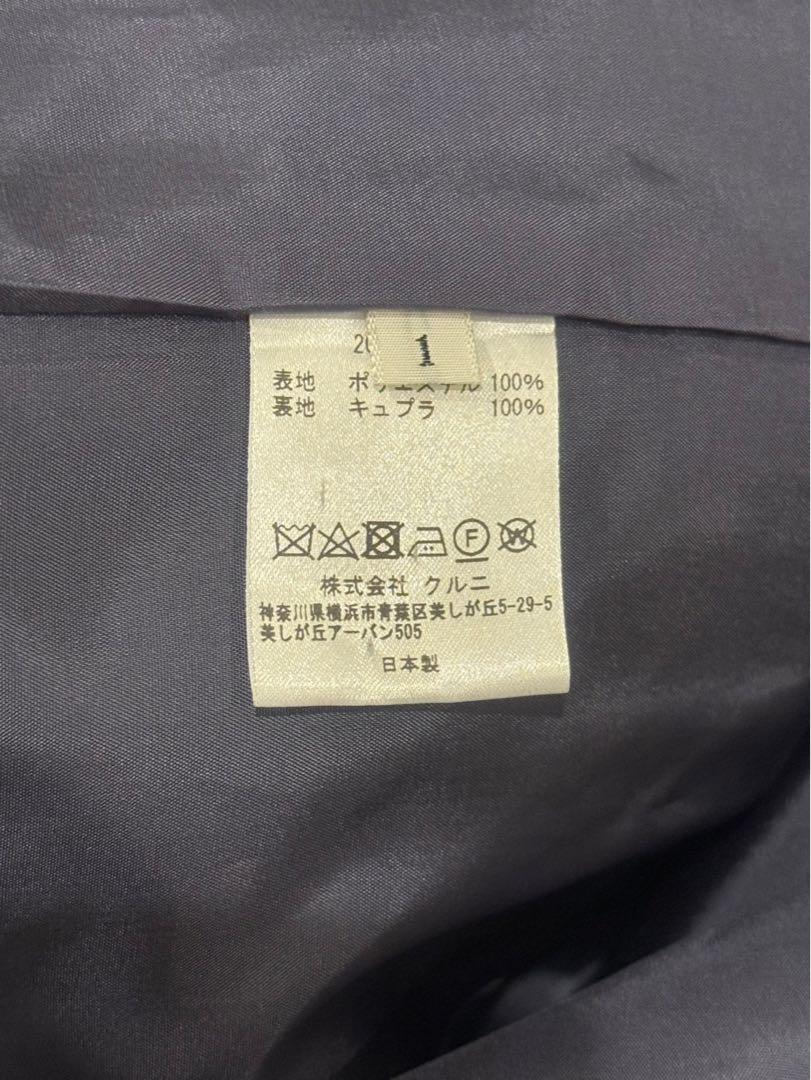 1
表地 ポリエステル 100%
裏地 キュプラ 100%
F W
株式会社 クルニ
神奈川県横浜市青葉区美しが丘5-29-5
美しが丘アーバン505
日本製